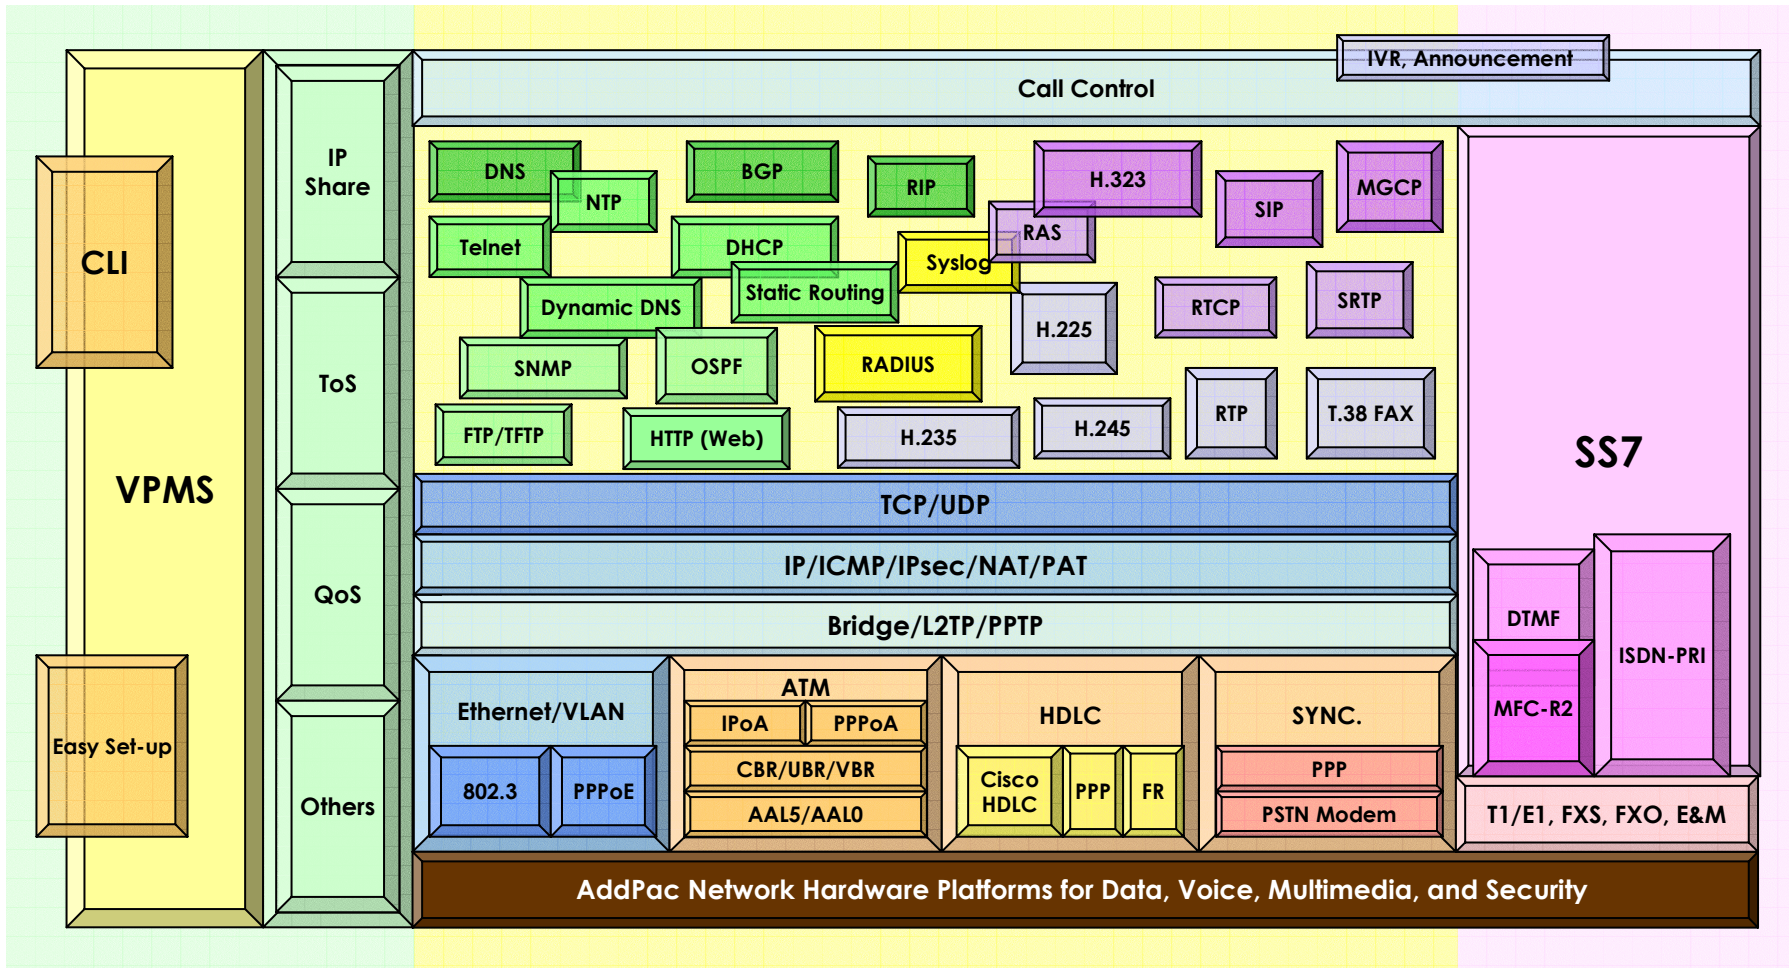 IVR, Announcement
Call Control
CLI
VPMS
Easy Set-up
IP
Share
ToS
QoS
Others
DNS
NTP
BGP
RIP
H.323
SIP
MGCP
Telnet
DHCP
Syslog
RAS
Dynamic DNS
Static Routing
H.225
RTCP
SRTP
SNMP
OSPF
RADIUS
FTP/TFTP
HTTP (Web)
H.235
H.245
RTP
T.38 FAX
TCP/UDP
IP/ICMP/IPsec/NAT/PAT
Bridge/L2TP/PPTP
Ethernet/VLAN
802.3
PPPoE
ATM
IPoA
PPPoA
CBR/UBR/VBR
AAL5/AAL0
HDLC
Cisco
HDLC
PPP
FR
SYNC.
PPP
PSTN Modem
SS7
DTMF
MFC-R2
ISDN-PRI
T1/E1, FXS, FXO, E&M
AddPac Network Hardware Platforms for Data, Voice, Multimedia, and Security